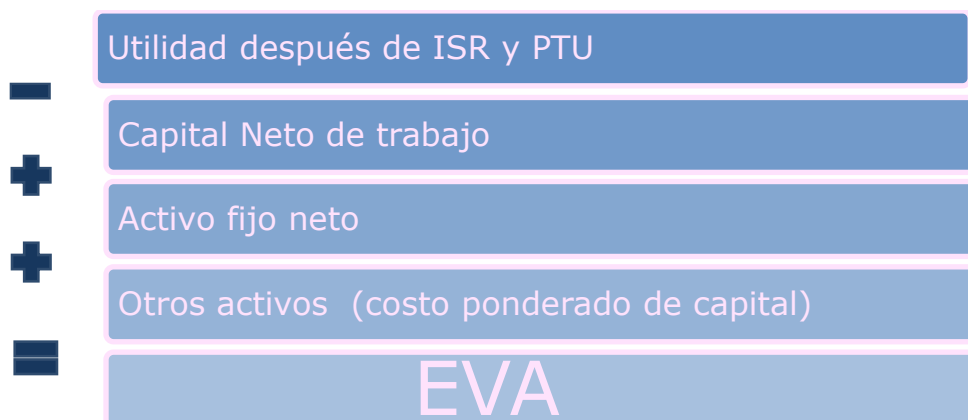 Utilidad después de ISR y PTU
Capital Neto de trabajo
Activo fijo neto
Otros activos (costo ponderado de capital)
EVA